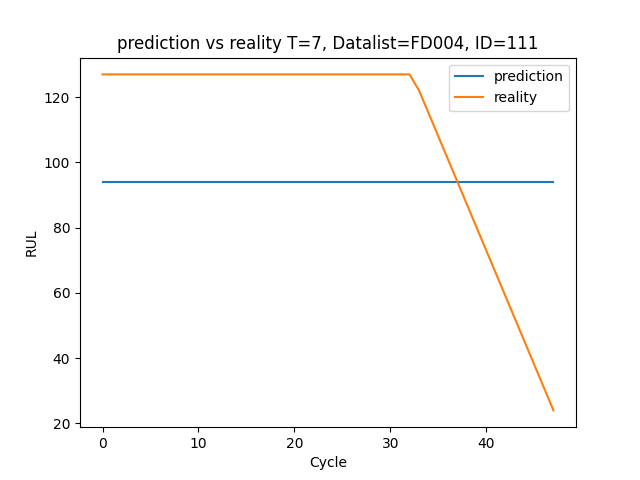 prediction vs reality T=7, Datalist=FD004, ID=111
prediction
reality
120
100
80
60
40
20
RUL
0 10 20 30 40
Cycle